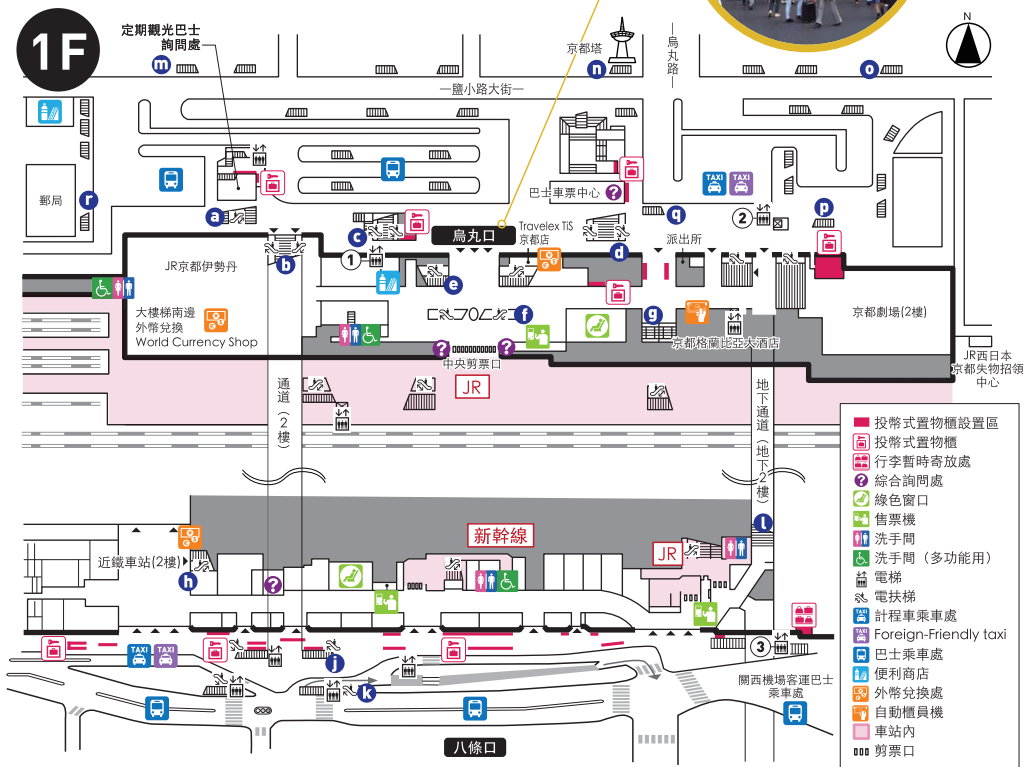 1F
定期觀光巴士
詢問處
m
京都塔
n
烏丸路
o
N
鹽小路大街
郵局
r
a
巴士車票中心
?
TAXI
TAXI
q
2
p
c
烏丸口
Travelex TiS
京都店
d
派出所
JR京都伊勢丹
b
1
e
大樓梯南邊
外幣兌換
World Currency Shop
f
g
京都格蘭比亞大酒店
京都劇場(2樓)
?
?
中央剪票口
JR
JR西日本
京都失物招領
中心
通道(2樓)
地下通道(地下2樓)
l
新幹線
JR
近鐵車站(2樓)
h
?
TAXI
TAXI
j
k
3
關西機場客運巴士
乘車處
八條口
投幣式置物櫃設置區
投幣式置物櫃
行李暫時寄放處
? 綜合詢問處
綠色窗口
售票機
洗手間
洗手間(多功能用)
電梯
電扶梯
TAXI 計程車乘車處
TAXI Foreign-Friendly taxi
巴士乘車處
便利商店
外幣兌換處
自動櫃員機
車站內
剪票口